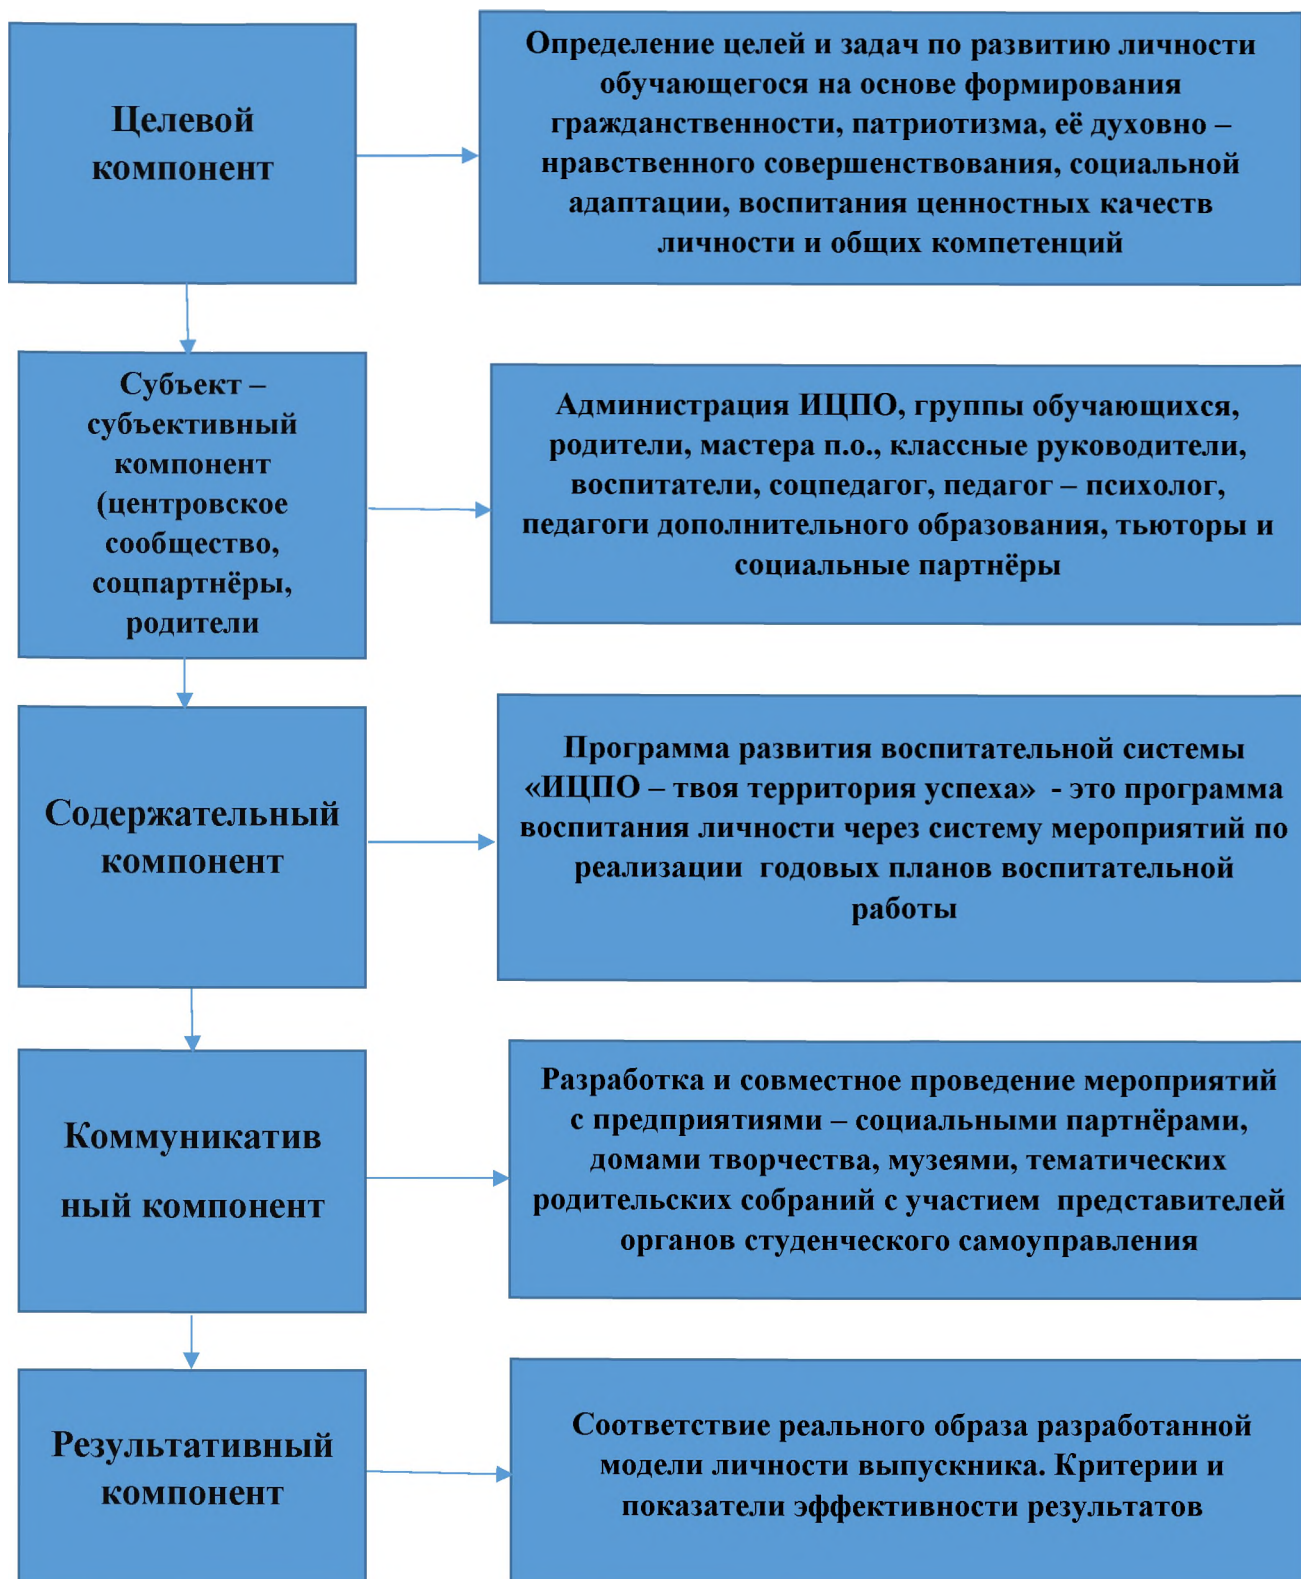 Целевой
компонент
Определение целей и задач по развитию личности
обучающегося на основе формирования
гражданственности, патриотизма, её духовно –
нравственного совершенствования, социальной
адаптации, воспитания ценностных качеств
личности и общих компетенций
Субъект –
субъективный
компонент
(центровское
сообщество,
соцпартнёры,
родители
Администрация ИЦПО, группы обучающихся,
родители, мастера п.о., классные руководители,
воспитатели, соцпедагог, педагог – психолог,
педагоги дополнительного образования, тьюторы и
социальные партнёры
Содержательный
компонент
Программа развития воспитательной системы
«ИЦПО – твоя территория успеха» - это программа
воспитания личности через систему мероприятий по
реализации годовых планов воспитательной
работы
Коммуникатив
ный компонент
Разработка и совместное проведение мероприятий
с предприятиями – социальными партнёрами,
домами творчества, музеями, тематических
родительских собраний с участием представителей
органов студенческого самоуправления
Результативный
компонент
Соответствие реального образа разработанной
модели личности выпускника. Критерии и
показатели эффективности результатов